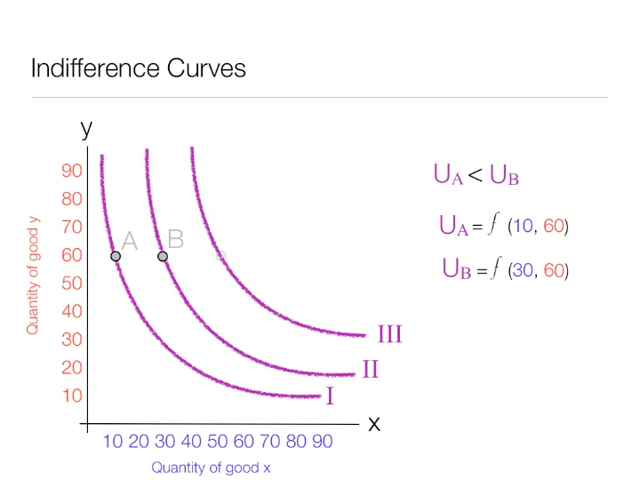 Indifference Curves
y
90
80
70
60
50
40
30
20
10
Quantity of good y
A
B
III
II
I
x
10 20 30 40 50 60 70 80 90
Quantity of good x
UA < UB
UA = f (10, 60)
UB = f (30, 60)